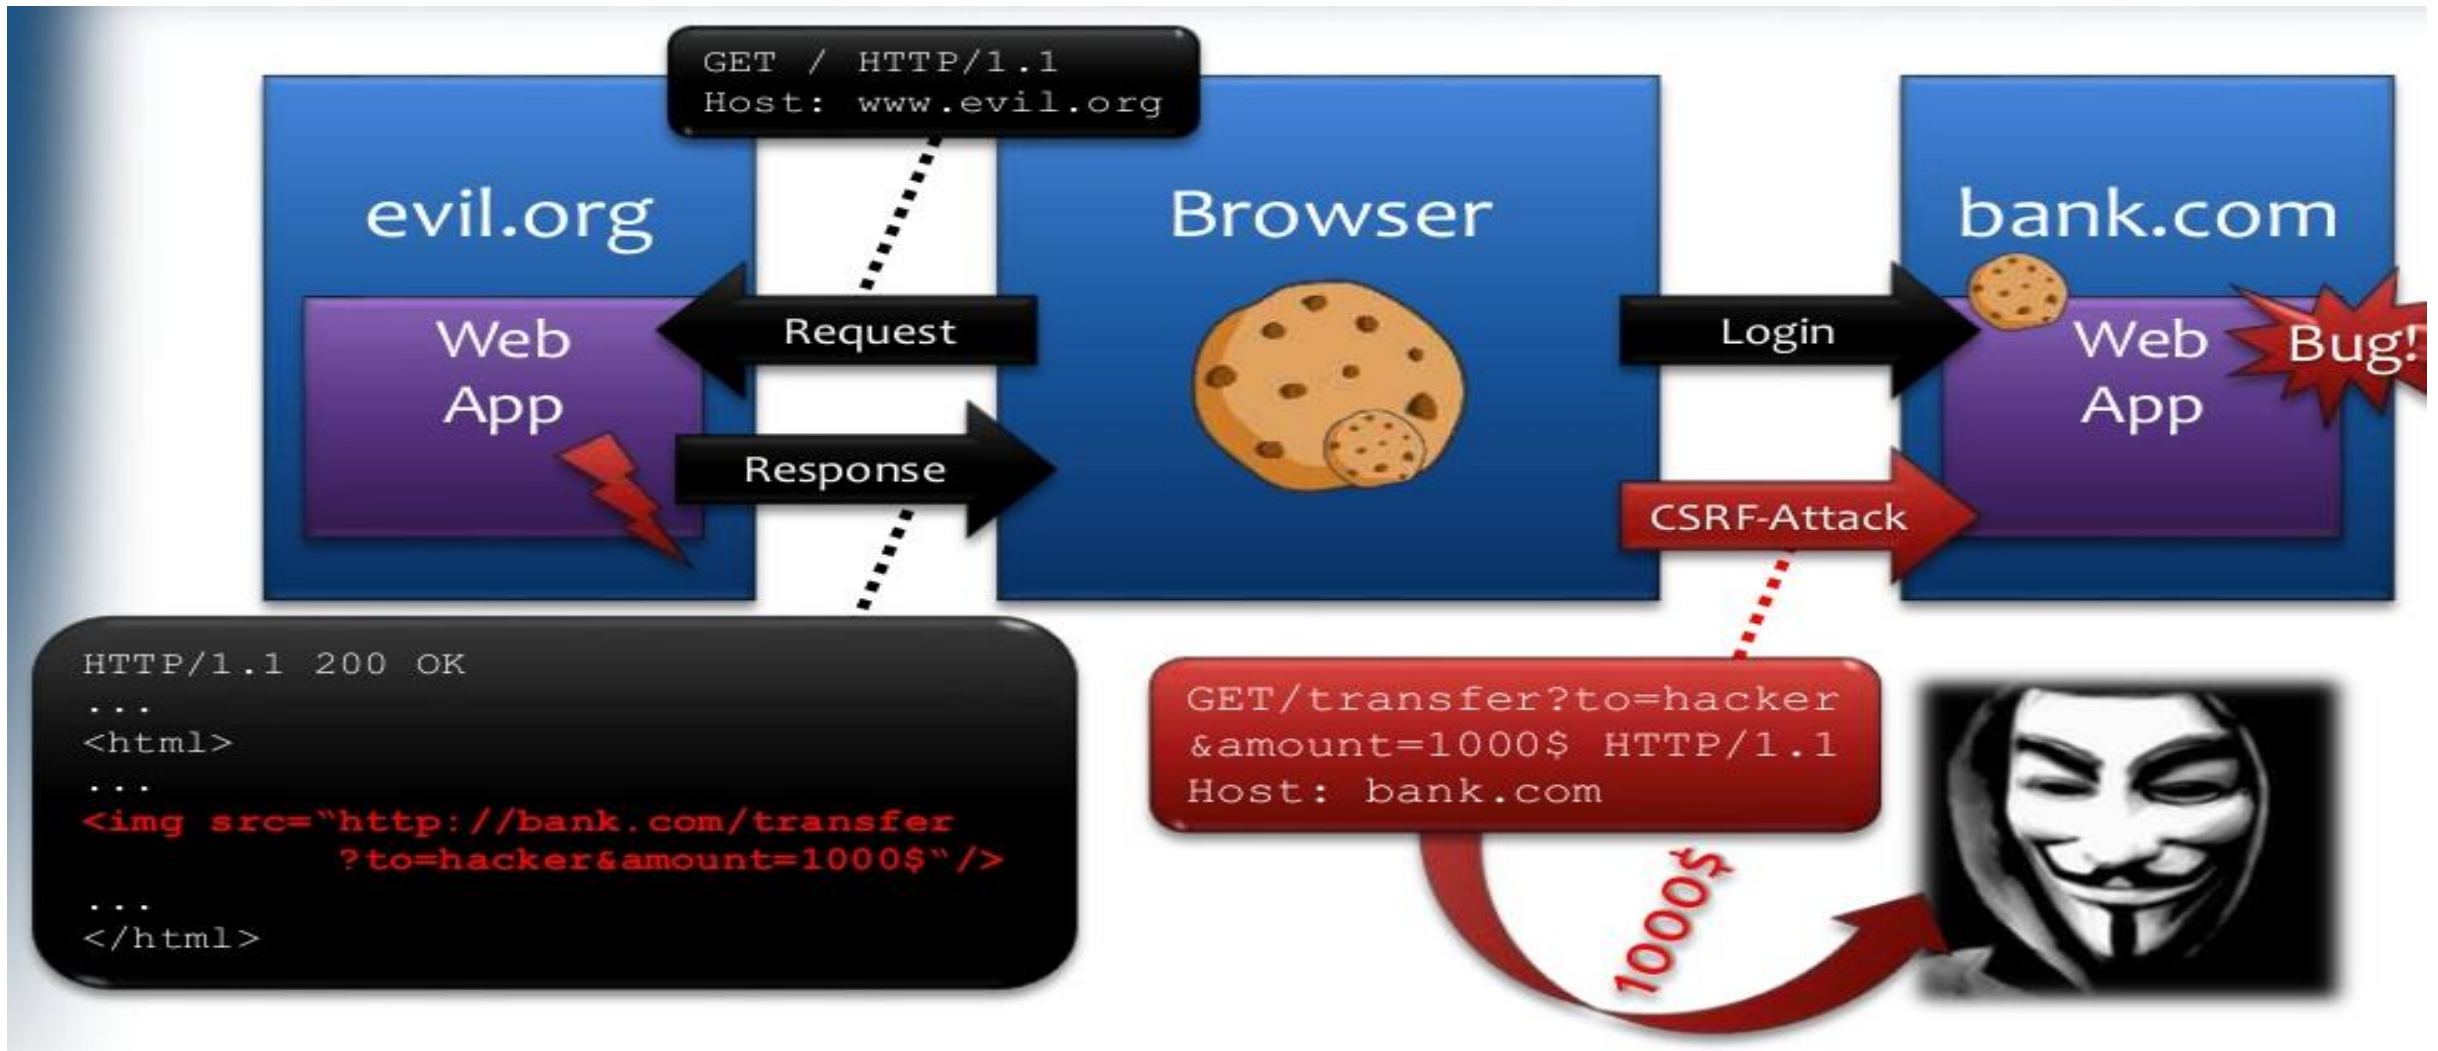 GET / HTTP/1.1
Host: www.evil.org
evil.org
Browser
bank.com
Web
App
Request
Response
Login
Web
App
Bug!
CSRF-Attack
HTTP/1.1 200 OK
...
<html>
...
<img src=“http://bank.com/transfer
?to=hacker&amount=1000$“/>
...
</html>
GET/transfer?to=hacker
&amount=1000$ HTTP/1.1
Host: bank.com
1000$